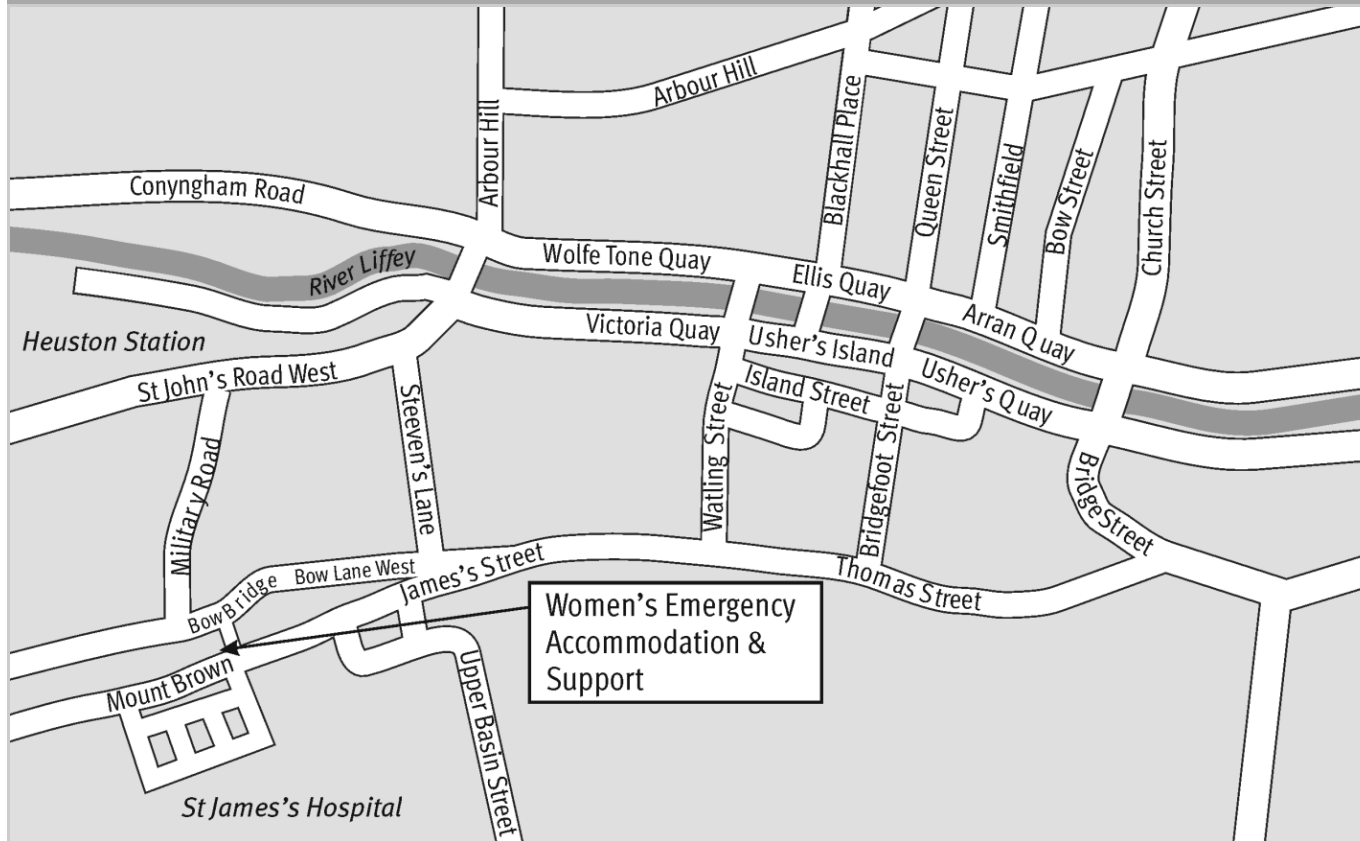 Arbour Hill
Arbour Hill
Blackhall Place
Queen Street
Smithfield
Bow Street
Church Street
Conyngham Road
River Liffey
Wolfe Tone Quay
Ellis Quay
Arran Quay
Heuston Station
Victoria Quay
Usher's Island
Usher's Quay
St John's Road West
Island Street
Steeven's Lane
Military Road
Watling Street
Bridgefoot Street
Bridge Street
Bow Bridge
Bow Lane West
James's Street
Thomas Street
Women's Emergency
Accommodation &
Support
Mount Brown
Upper Basin Street
St James's Hospital